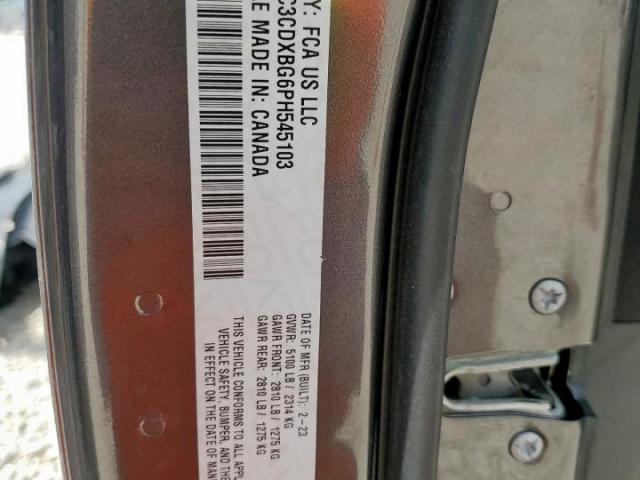 Y: FCA US LLC
C3CDXBG6PH545103
E MADE IN: CANADA
DATE OF MFR (BUILT): 2-23
GVWR: 5100 LB / 2314 KG
GAWR FRONT: 2810 LB / 1275 KG
GAWR REAR: 2810 LB / 1275 KG
THIS VEHICLE CONFORMS TO ALL APPL
VEHICLE SAFETY, BUMPER, AND THE
IN EFFECT ON THE DATE OF MANU